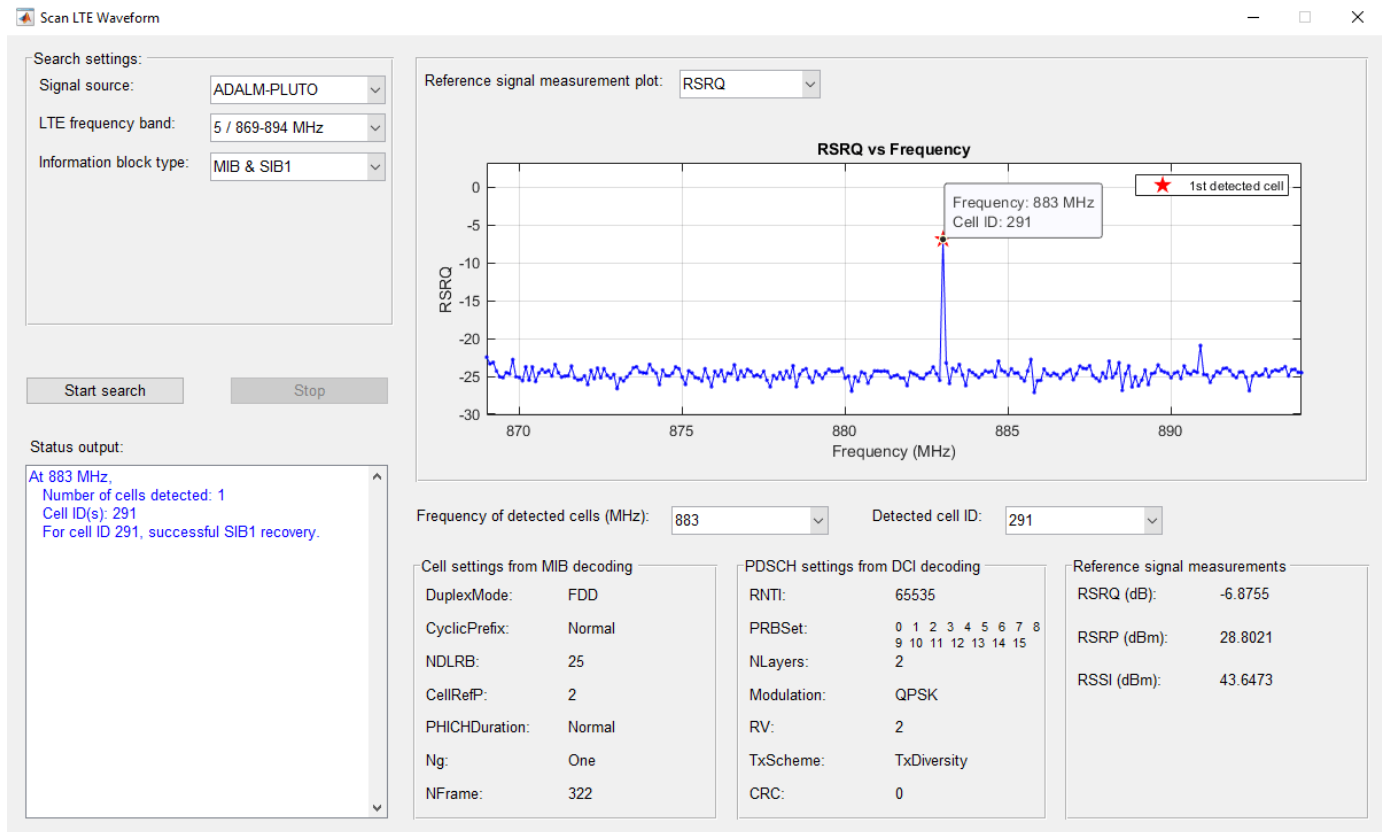 Scan LTE Waveform
Search settings:
Signal source:
ADALM-PLUTO
LTE frequency band:
5 / 869-894 MHz
Information block type:
MIB & SIB1
Start search
Stop
Status output:
At 883 MHz,
Number of cells detected: 1
Cell ID(s): 291
For cell ID 291, successful SIB1 recovery.
Reference signal measurement plot:
RSRQ
RSRQ vs Frequency
1st detected cell
Frequency: 883 MHz
Cell ID: 291
RSRQ
0
-5
-10
-15
-20
-25
-30
870
875
880
885
890
Frequency (MHz)
Frequency of detected cells (MHz):
883
Detected cell ID:
291
Cell settings from MIB decoding
DuplexMode: FDD
CyclicPrefix: Normal
NDLRB: 25
CellRefP: 2
PHICHDuration: Normal
Ng: One
NFrame: 322
PDSCH settings from DCI decoding
RNTI: 65535
PRBSet: 0 1 2 3 4 5 6 7 8
9 10 11 12 13 14 15
NLayers: 2
Modulation: QPSK
RV: 2
TxScheme: TxDiversity
CRC: 0
Reference signal measurements
RSRQ (dB): -6.8755
RSRP (dBm): 28.8021
RSSI (dBm): 43.6473